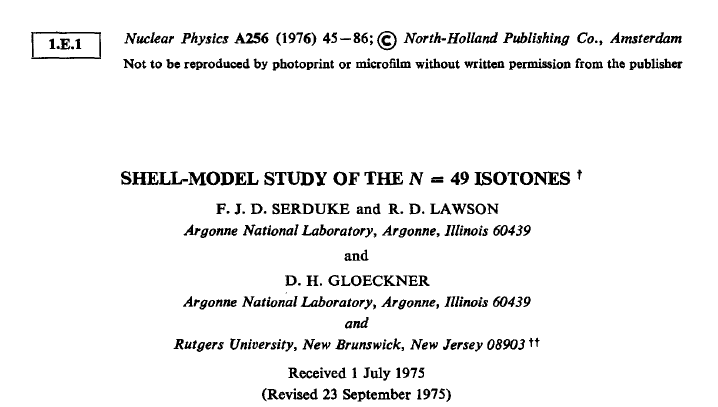 1.E.1
Nuclear Physics A256 (1976) 45—86; © North-Holland Publishing Co., Amsterdam
Not to be reproduced by photoprint or microfilm without written permission from the publisher
SHELL-MODEL STUDY OF THE N = 49 ISOTONES †
F. J. D. SERDUKE and R. D. LAWSON
Argonne National Laboratory, Argonne, Illinois 60439
and
D. H. GLOECKNER
Argonne National Laboratory, Argonne, Illinois 60439
and
Rutgers University, New Brunswick, New Jersey 08903 ††
Received 1 July 1975
(Revised 23 September 1975)